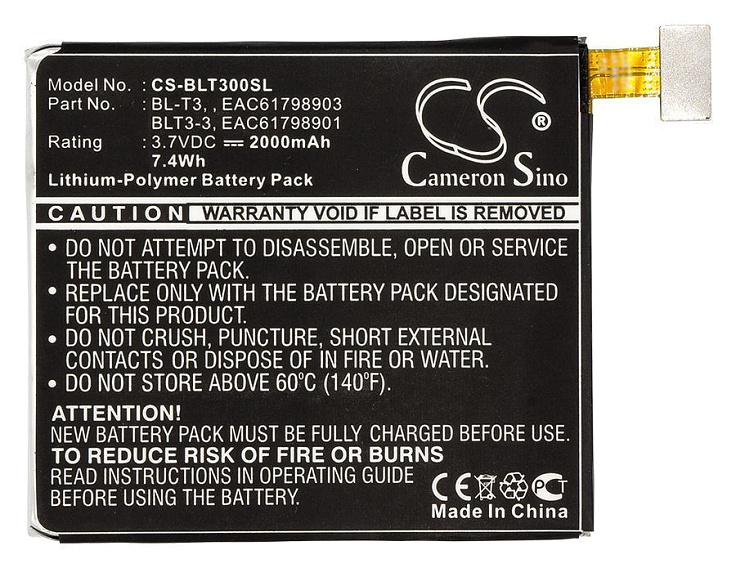 Model No. : CS-BLT300SL
Part No. : BL-T3, , EAC61798903
BLT3-3, EAC61798901
Rating : 3.7VDC ⎓ 2000mAh
7.4Wh
Lithium-Polymer Battery Pack
CS ®
Cameron Sino
CAUTION WARRANTY VOID IF LABEL IS REMOVED
• DO NOT ATTEMPT TO DISASSEMBLE, OPEN OR SERVICE
THE BATTERY PACK.
• REPLACE ONLY WITH THE BATTERY PACK DESIGNATED
FOR THIS PRODUCT.
• DO NOT CRUSH, PUNCTURE, SHORT EXTERNAL
CONTACTS OR DISPOSE OF IN FIRE OR WATER.
• DO NOT STORE ABOVE 60°C (140°F).
ATTENTION!
NEW BATTERY PACK MUST BE FULLY CHARGED BEFORE USE.
TO REDUCE RISK OF FIRE OR BURNS
READ INSTRUCTIONS IN OPERATING GUIDE
BEFORE USING THE BATTERY.
CE PCT
Made In China